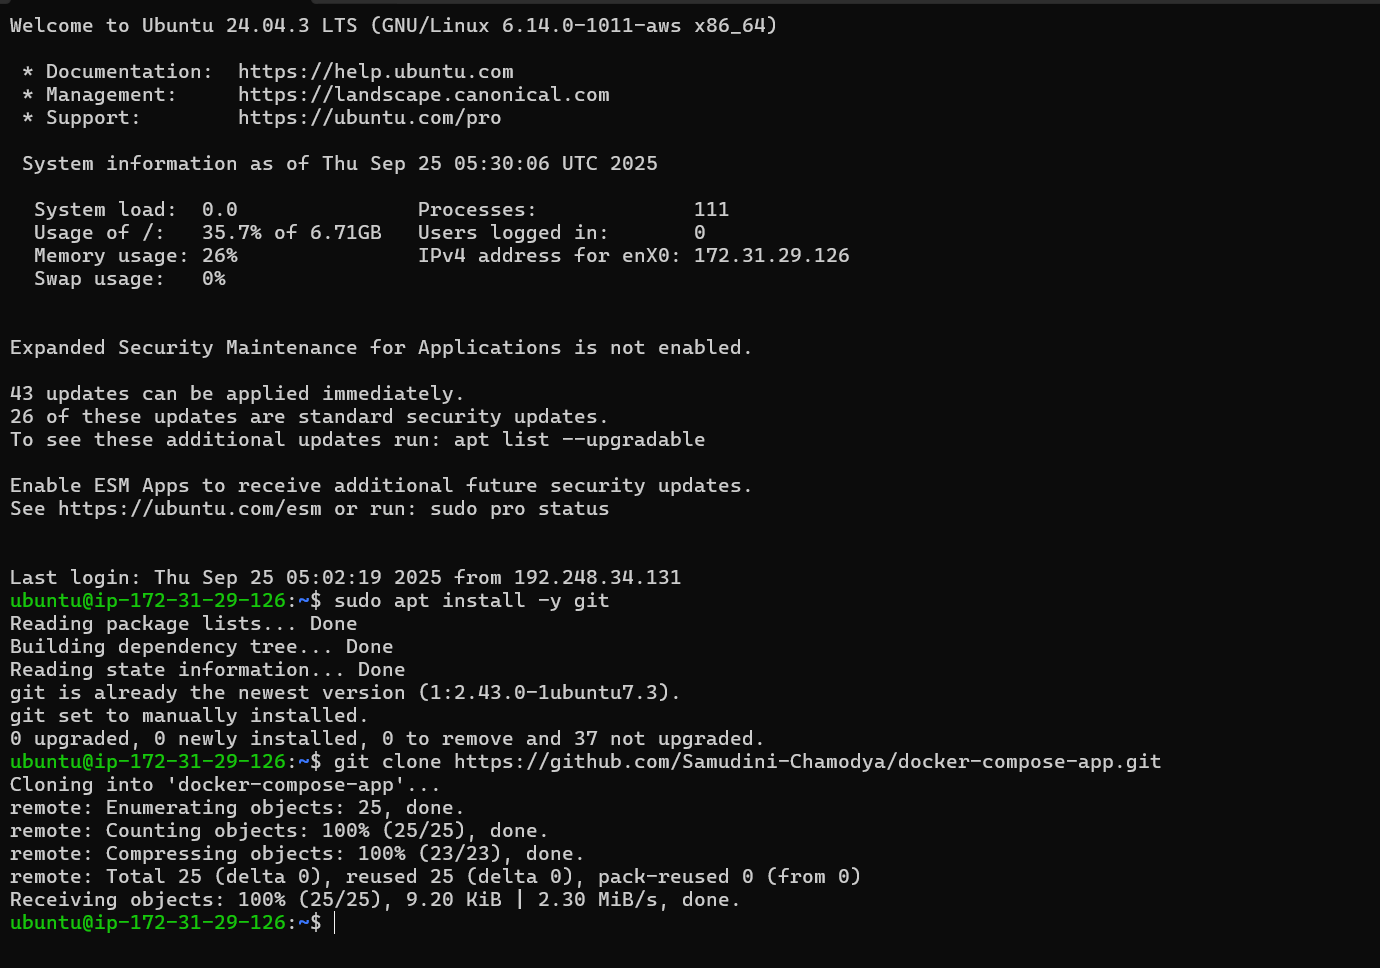 Welcome to Ubuntu 24.04.3 LTS (GNU/Linux 6.14.0-1011-aws x86_64)
* Documentation:  https://help.ubuntu.com
* Management:     https://landscape.canonical.com
* Support:        https://ubuntu.com/pro
System information as of Thu Sep 25 05:30:06 UTC 2025
System load:  0.0               Processes:             111
Usage of /:   35.7% of 6.71GB   Users logged in:       0
Memory usage: 26%               IPv4 address for enX0: 172.31.29.126
Swap usage:   0%
Expanded Security Maintenance for Applications is not enabled.
43 updates can be applied immediately.
26 of these updates are standard security updates.
To see these additional updates run: apt list --upgradable
Enable ESM Apps to receive additional future security updates.
See https://ubuntu.com/esm or run: sudo pro status
Last login: Thu Sep 25 05:02:19 2025 from 192.248.34.131
ubuntu@ip-172-31-29-126:~$ sudo apt install -y git
Reading package lists... Done
Building dependency tree... Done
Reading state information... Done
git is already the newest version (1:2.43.0-1ubuntu7.3).
git set to manually installed.
0 upgraded, 0 newly installed, 0 to remove and 37 not upgraded.
ubuntu@ip-172-31-29-126:~$ git clone https://github.com/Samudini-Chamodya/docker-compose-app.git
Cloning into 'docker-compose-app'...
remote: Enumerating objects: 25, done.
remote: Counting objects: 100% (25/25), done.
remote: Compressing objects: 100% (23/23), done.
remote: Total 25 (delta 0), reused 25 (delta 0), pack-reused 0 (from 0)
Receiving objects: 100% (25/25), 9.20 KiB | 2.30 MiB/s, done.
ubuntu@ip-172-31-29-126:~$